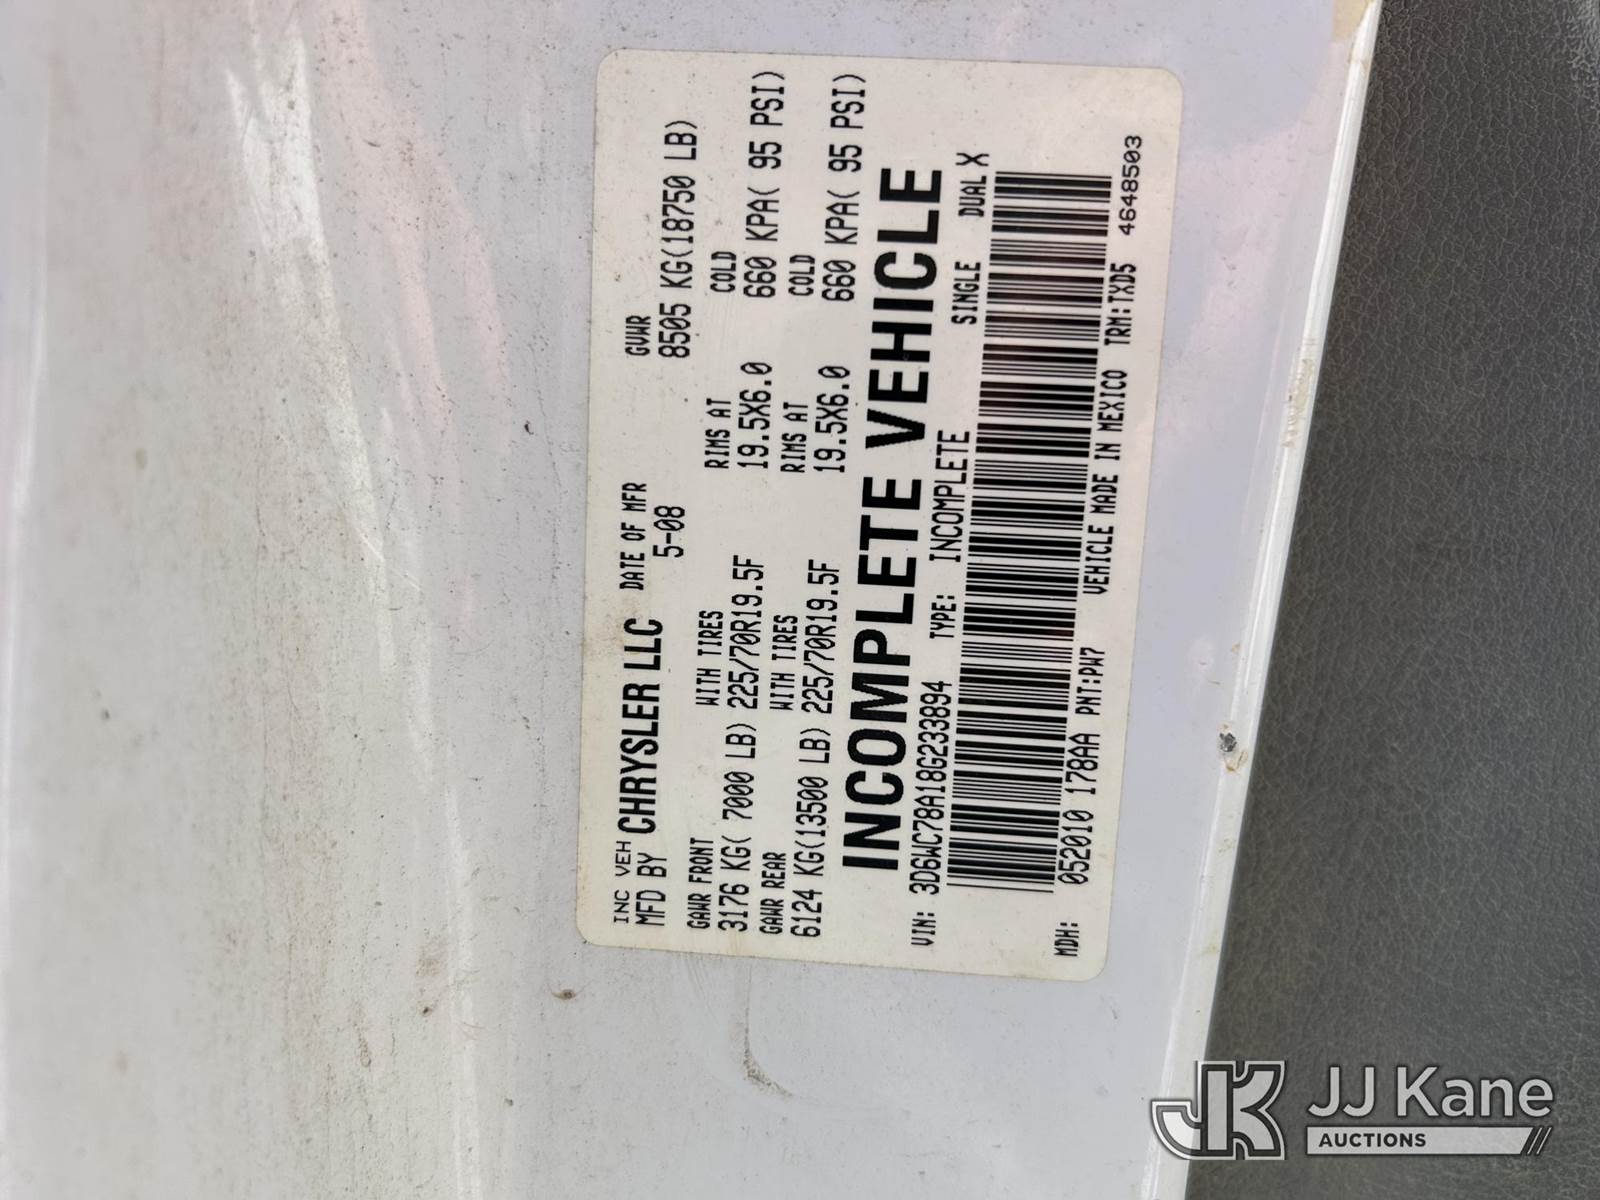 INC VEH
MFD BY CHRYSLER LLC DATE OF MFR GVWR
5-08 8505 KG(18750 LB)
GAWR FRONT WITH TIRES RIMS AT COLD
3176 KG( 7000 LB) 225/70R19.5F 19.5X6.0 660 KPA( 95 PSI)
GAWR REAR WITH TIRES RIMS AT COLD
6124 KG(13500 LB) 225/70R19.5F 19.5X6.0 660 KPA( 95 PSI)
INCOMPLETE VEHICLE
VIN: 3D6WC78A18G233894 TYPE: INCOMPLETE SINGLE DUAL X
MDH: 052010 178AA PNT:PW7 VEHICLE MADE IN MEXICO TRM:TXD5 4648503
JK JJ Kane
AUCTIONS